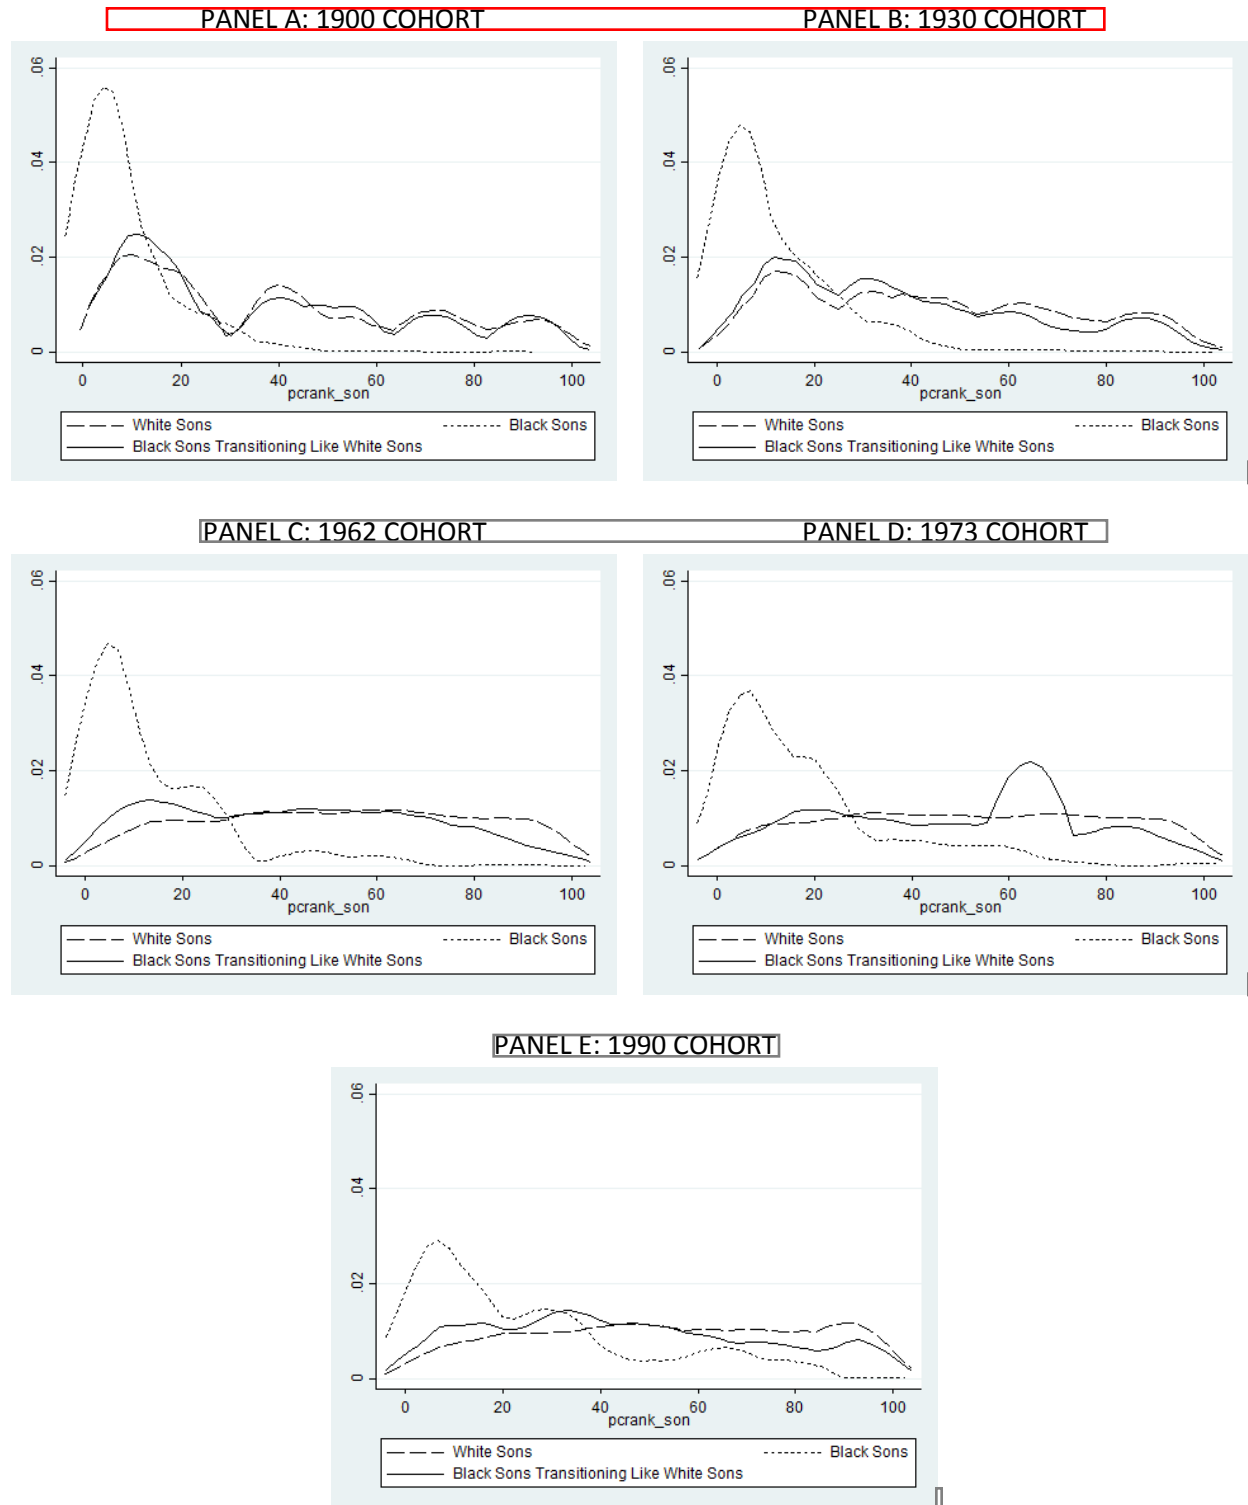 PANEL A: 1900 COHORT
PANEL B: 1930 COHORT
.06
.04
.02
0
0 20 40 60 80 100
pcrank_son
White Sons
Black Sons
Black Sons Transitioning Like White Sons
.06
.04
.02
0
0 20 40 60 80 100
pcrank_son
White Sons
Black Sons
Black Sons Transitioning Like White Sons
PANEL C: 1962 COHORT
PANEL D: 1973 COHORT
.06
.04
.02
0
0 20 40 60 80 100
pcrank_son
White Sons
Black Sons
Black Sons Transitioning Like White Sons
.06
.04
.02
0
0 20 40 60 80 100
pcrank_son
White Sons
Black Sons
Black Sons Transitioning Like White Sons
PANEL E: 1990 COHORT
.06
.04
.02
0
0 20 40 60 80 100
pcrank_son
White Sons
Black Sons
Black Sons Transitioning Like White Sons